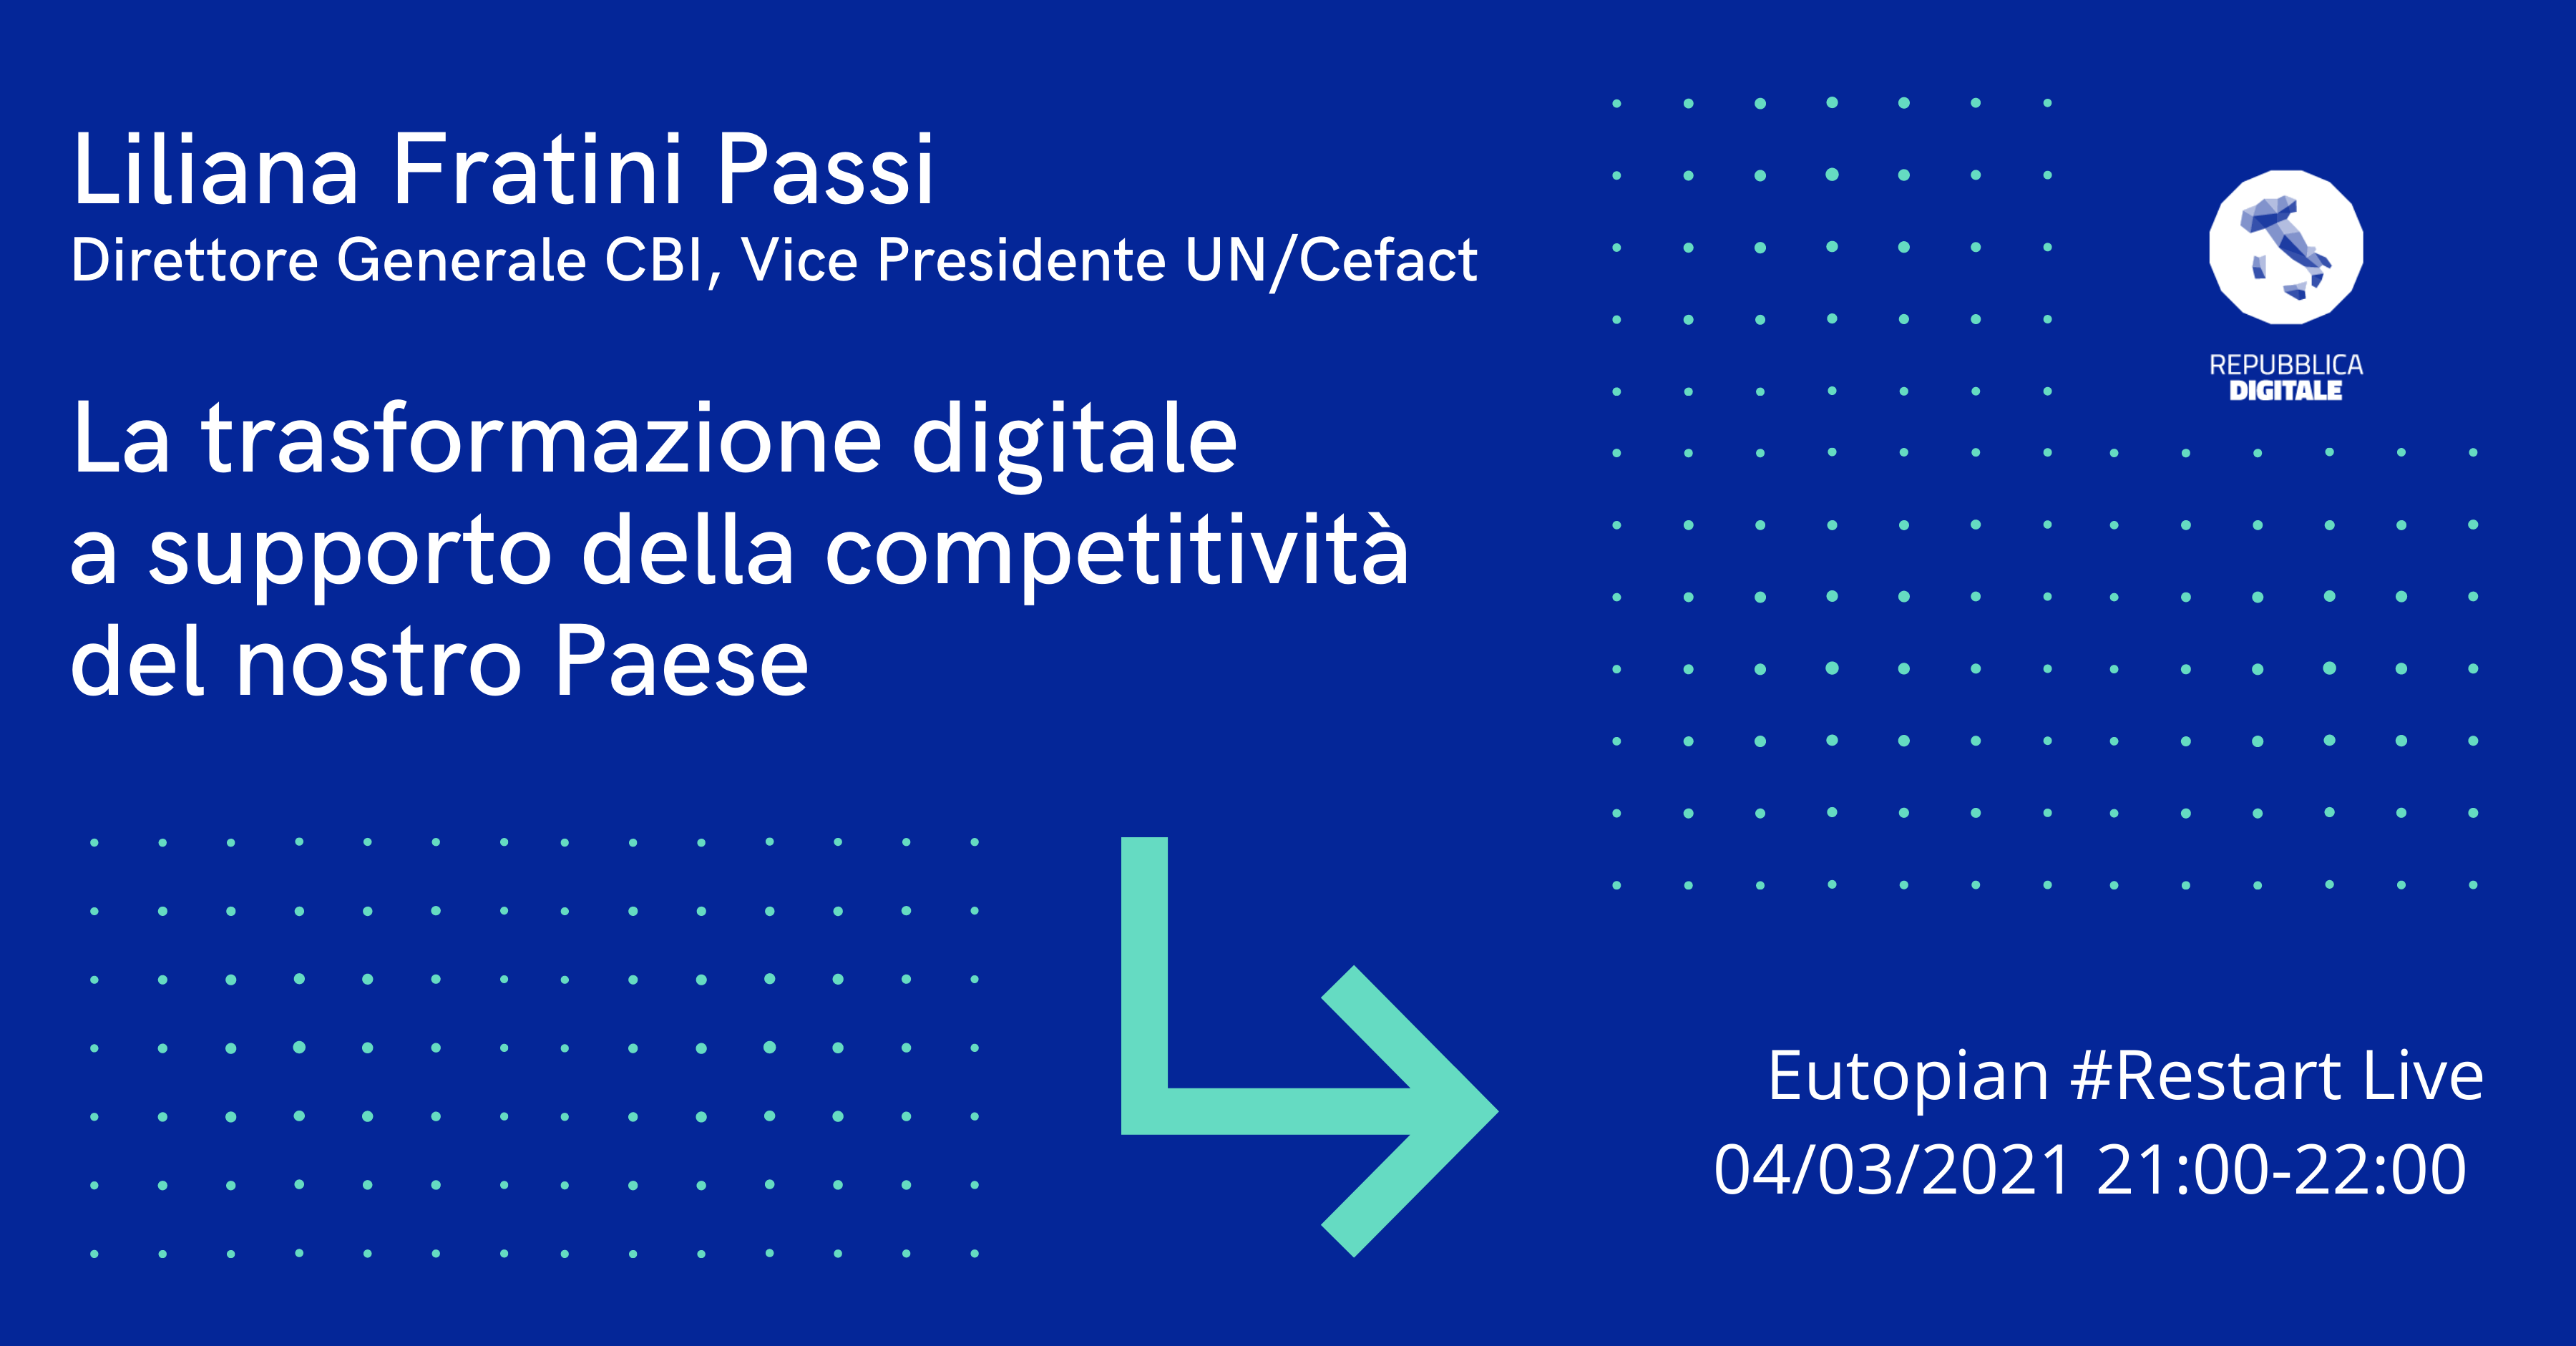 Liliana Fratini Passi
Direttore Generale CBI, Vice Presidente UN/Cefact
La trasformazione digitale
a supporto della competitività
del nostro Paese
REPUBBLICA
DIGITALE
Eutopian #Restart Live
04/03/2021 21:00-22:00